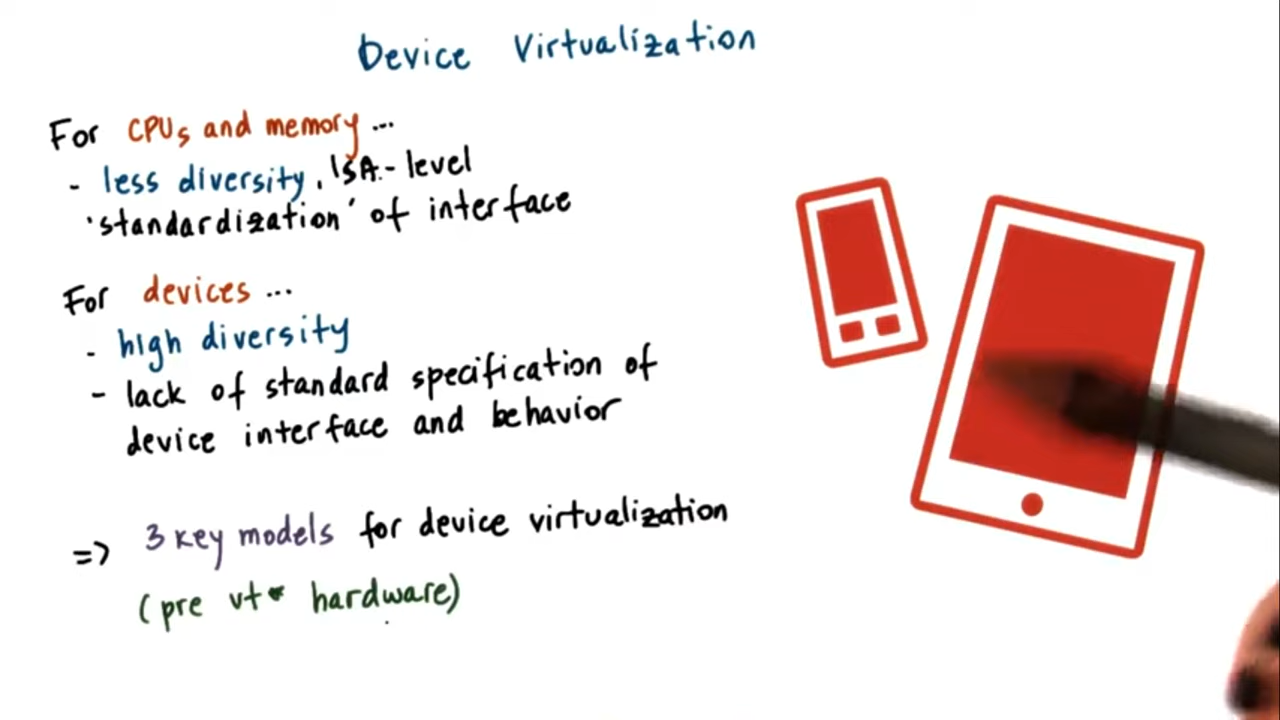 Device Virtualization
For CPUs and memory...
- less diversity, ISA-level
'standardization' of interface
For devices...
- high diversity
- lack of standard specification of
device interface and behavior
=> 3 key models for device virtualization
(pre vt* hardware)